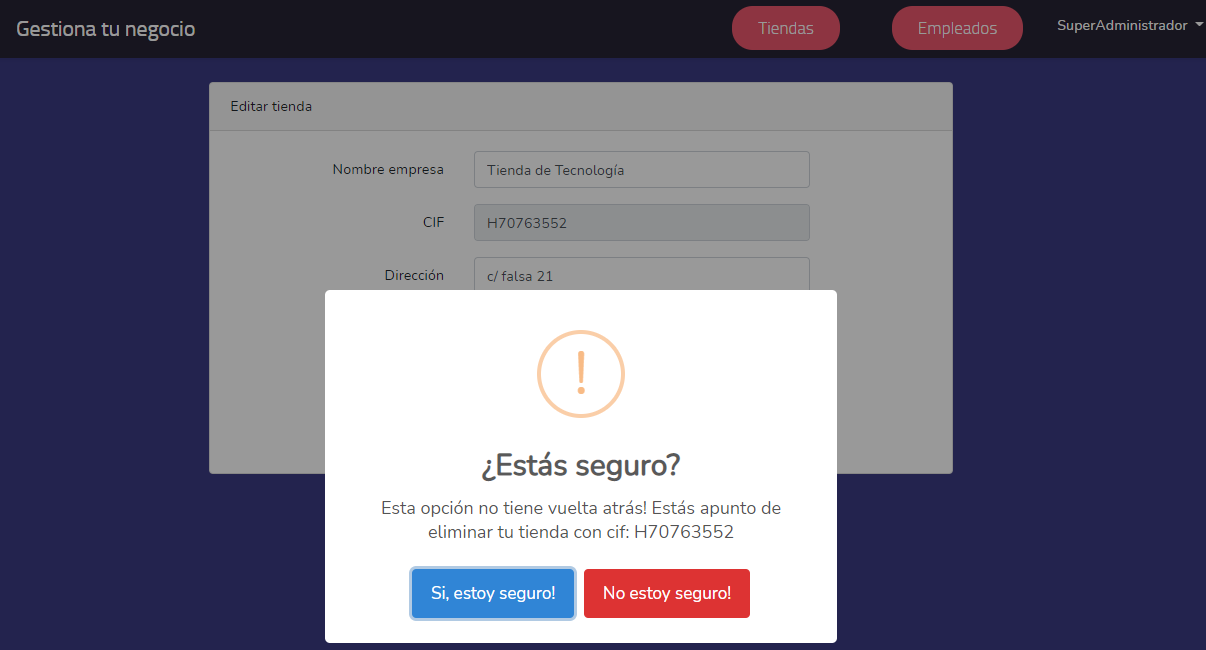 Gestiona tu negocio
Tiendas
Empleados
SuperAdministrador
Editar tienda
Nombre empresa
Tienda de Tecnología
CIF
H70763552
Dirección
c/ falsa 21
!
¿Estás seguro?
Esta opción no tiene vuelta atrás! Estás apunto de
eliminar tu tienda con cif: H70763552
Si, estoy seguro!
No estoy seguro!